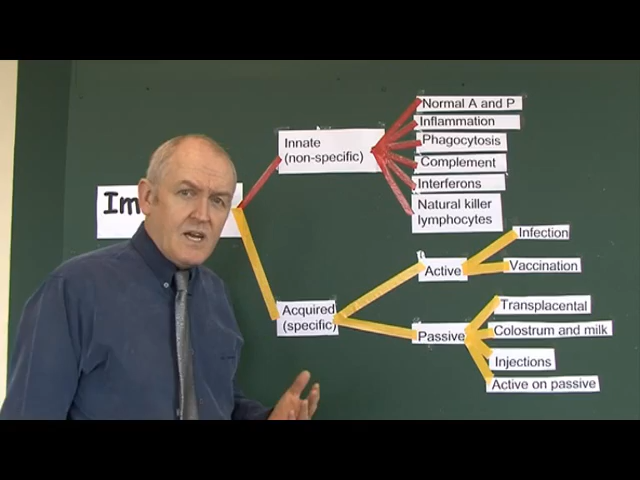 Im
Innate
(non-specific)
Normal A and P
Inflammation
Phagocytosis
Complement
Interferons
Natural killer
lymphocytes
Acquired
(specific)
Active
Infection
Vaccination
Passive
Transplacental
Colostrum and milk
Injections
Active on passive